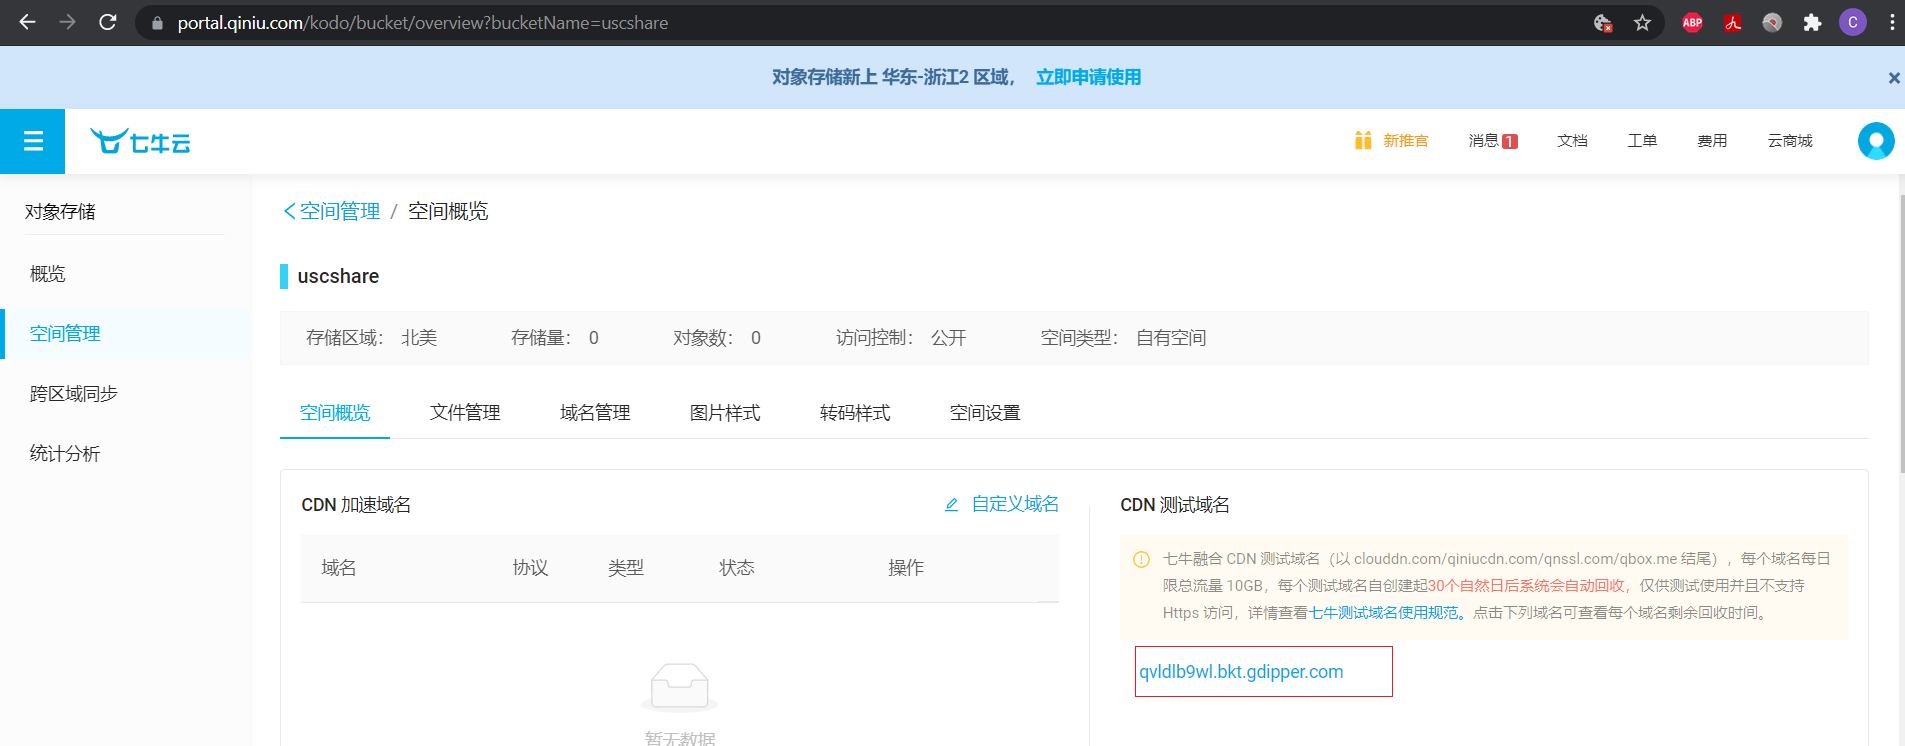 portal.qiniu.com/kodo/bucket/overview?bucketName=uscshare
ABP
C
对象存储新上 华东-浙江2 区域， 立即申请使用
七牛云
新推官
消息 1
文档
工单
费用
云商城
对象存储
概览
空间管理
跨区域同步
统计分析
空间管理 / 空间概览
uscshare
存储区域： 北美 存储量： 0 对象数： 0 访问控制： 公开 空间类型： 自有空间
空间概览 文件管理 域名管理 图片样式 转码样式 空间设置
CDN 加速域名
自定义域名
域名 协议 类型 状态 操作
暂无数据
CDN 测试域名
七牛融合 CDN 测试域名（以 clouddn.com/qiniucdn.com/qnssl.com/qbox.me 结尾），每个域名每日
限总流量 10GB，每个测试域名自创建起30个自然日后系统会自动回收，仅供测试使用并且不支持
Https 访问，详情查看七牛测试域名使用规范。点击下列域名可查看每个域名剩余回收时间。
qvldlb9wl.bkt.gdipper.com